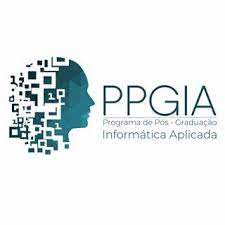 PPGIA
Programa de Pós - Graduação
Informática Aplicada